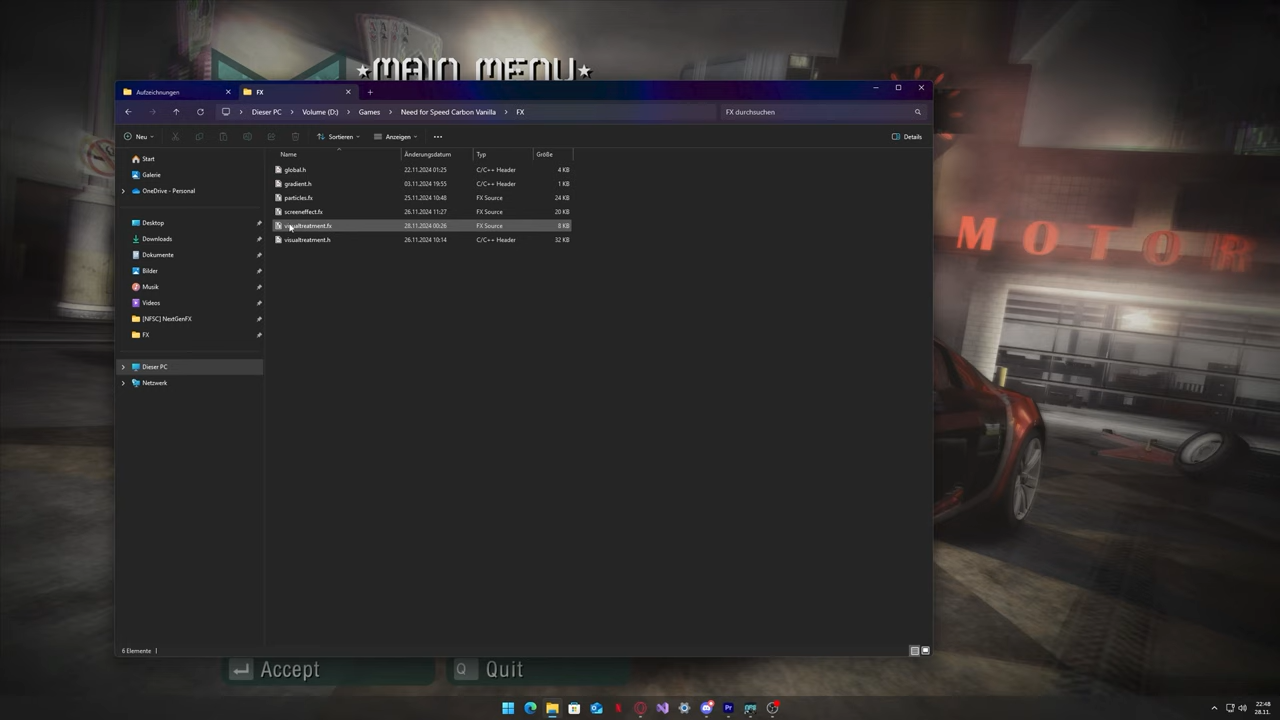 ★MAIN MENU★
Aufzeichnungen
FX
Dieser PC > Volume (D:) > Games > Need for Speed Carbon Vanilla > FX
FX durchsuchen
Neu
Sortieren
Anzeigen
Details
Name Änderungsdatum Typ Größe
global.h 22.11.2024 01:25 C/C++ Header 4 KB
gradient.h 03.11.2024 19:55 C/C++ Header 1 KB
particles.fx 25.11.2024 10:48 FX Source 24 KB
screeneffect.fx 26.11.2024 11:27 FX Source 20 KB
visualtreatment.fx 28.11.2024 00:26 FX Source 8 KB
visualtreatment.h 26.11.2024 10:14 C/C++ Header 32 KB
Start
Galerie
OneDrive - Personal
Desktop
Downloads
Dokumente
Bilder
Musik
Videos
[NFSC] NextGenFX
FX
Dieser PC
Netzwerk
6 Elemente
MOTOR
Accept
Q Quit
22:48
28.11.